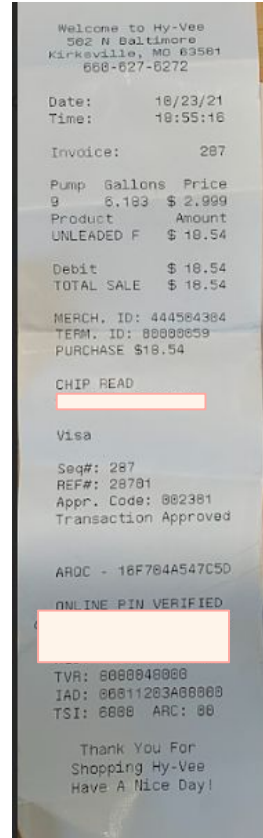 Welcome to Hy-Vee
502 N Baltimore
Kirksville, MO 63501
660-627-6272
Date: 10/23/21
Time: 18:55:16
Invoice: 287
Pump Gallons Price
9 6.183 $ 2.999
Product Amount
UNLEADED F $ 18.54
Debit $ 18.54
TOTAL SALE $ 18.54
MERCH. ID: 444504304
TERM. ID: 00000059
PURCHASE $18.54
CHIP READ
Visa
Seq#: 287
REF#: 28701
Appr. Code: 002301
Transaction Approved
ARQC - 16F704A547C5D
ONLINE PIN VERIFIED
TVR: 8000048000
IAD: 06011203A00000
TSI: 6800 ARC: 00
Thank You For
Shopping Hy-Vee
Have A Nice Day!